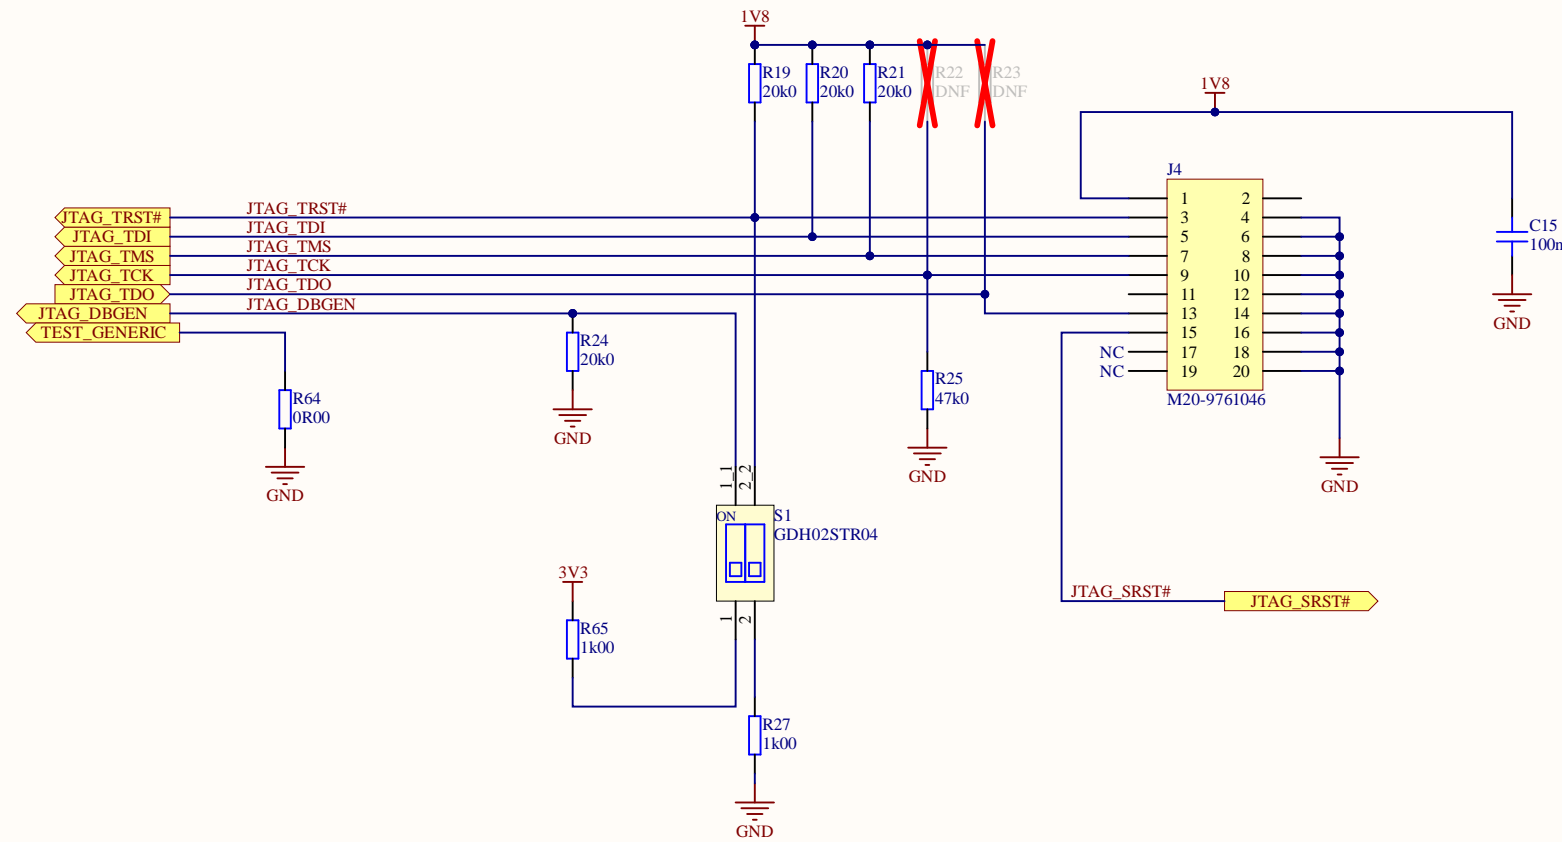 1V8
R19
20k0
R20
20k0
R21
20k0
R22
DNF
R23
DNF
1V8
J4
1 2
3 4
5 6
7 8
9 10
11 12
13 14
15 16
NC 17 18
NC 19 20
M20-9761046
C15
100n
GND
GND
JTAG_TRST# JTAG_TRST#
JTAG_TDI JTAG_TDI
JTAG_TMS JTAG_TMS
JTAG_TCK JTAG_TCK
JTAG_TDO JTAG_TDO
JTAG_DBGEN JTAG_DBGEN
TEST_GENERIC
R24
20k0
GND
R25
47k0
GND
R64
0R00
GND
1_1
2_2
ON
S1
GDH02STR04
1
2
3V3
R65
1k00
R27
1k00
GND
JTAG_SRST# JTAG_SRST#